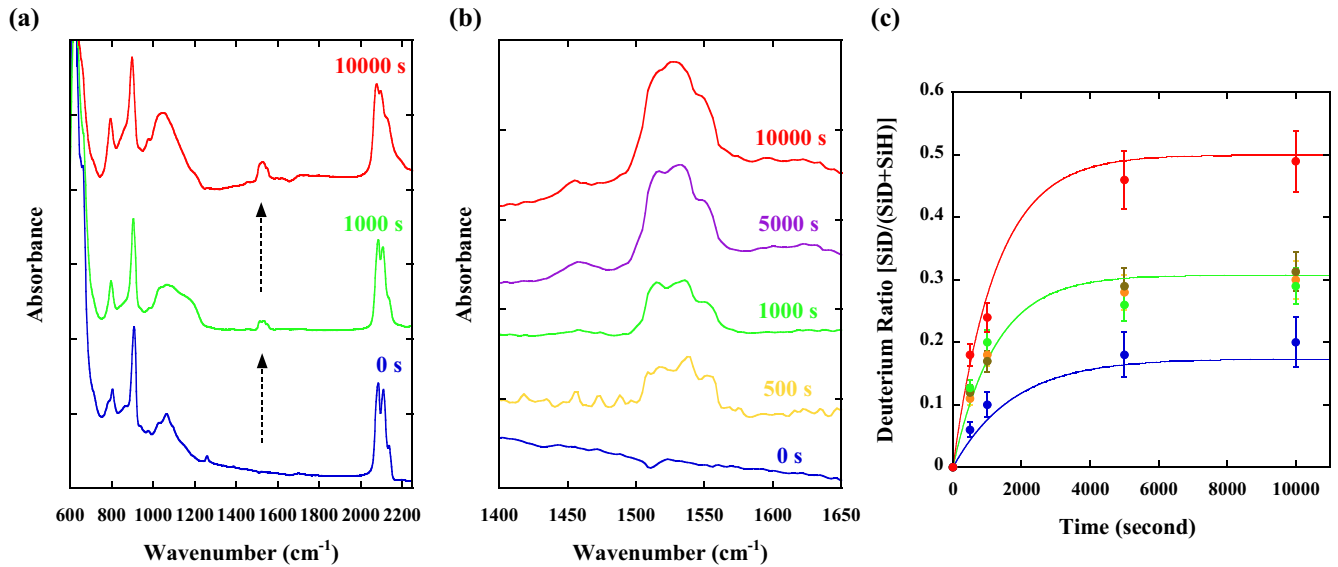 (a)
10000 s
1000 s
0 s
Absorbance
600 800 1000 1200 1400 1600 1800 2000 2200
Wavenumber (cm⁻¹)
(b)
10000 s
5000 s
1000 s
500 s
0 s
Absorbance
1400 1450 1500 1550 1600 1650
Wavenumber (cm⁻¹)
(c)
0.6
0.5
0.4
0.3
0.2
0.1
0
Deuterium Ratio [SiD/(SiD+SiH)]
0 2000 4000 6000 8000 10000
Time (second)